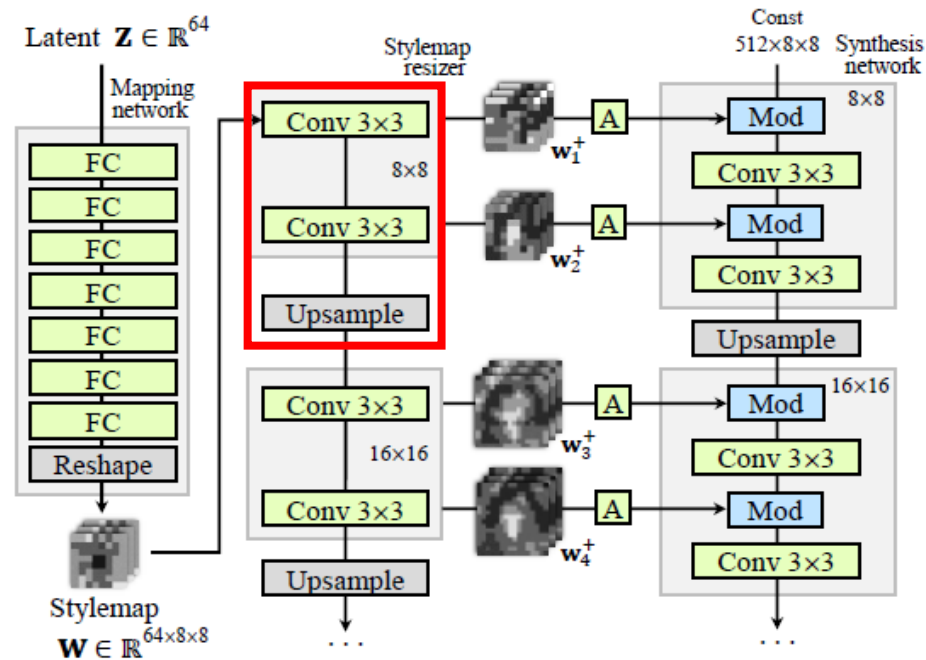 Latent Z ∈ ℝ^64
Mapping
network
FC
FC
FC
FC
FC
FC
FC
Reshape
Stylemap
W ∈ ℝ^64×8×8
Stylemap
resizer
Conv 3×3
8×8
Conv 3×3
Upsample
Conv 3×3
16×16
Conv 3×3
Upsample
. . .
w₁⁺
A
w₂⁺
A
w₃⁺
A
w₄⁺
A
Const
512×8×8
Synthesis
network
8×8
Mod
Conv 3×3
Mod
Conv 3×3
Upsample
16×16
Mod
Conv 3×3
Mod
Conv 3×3
. . .